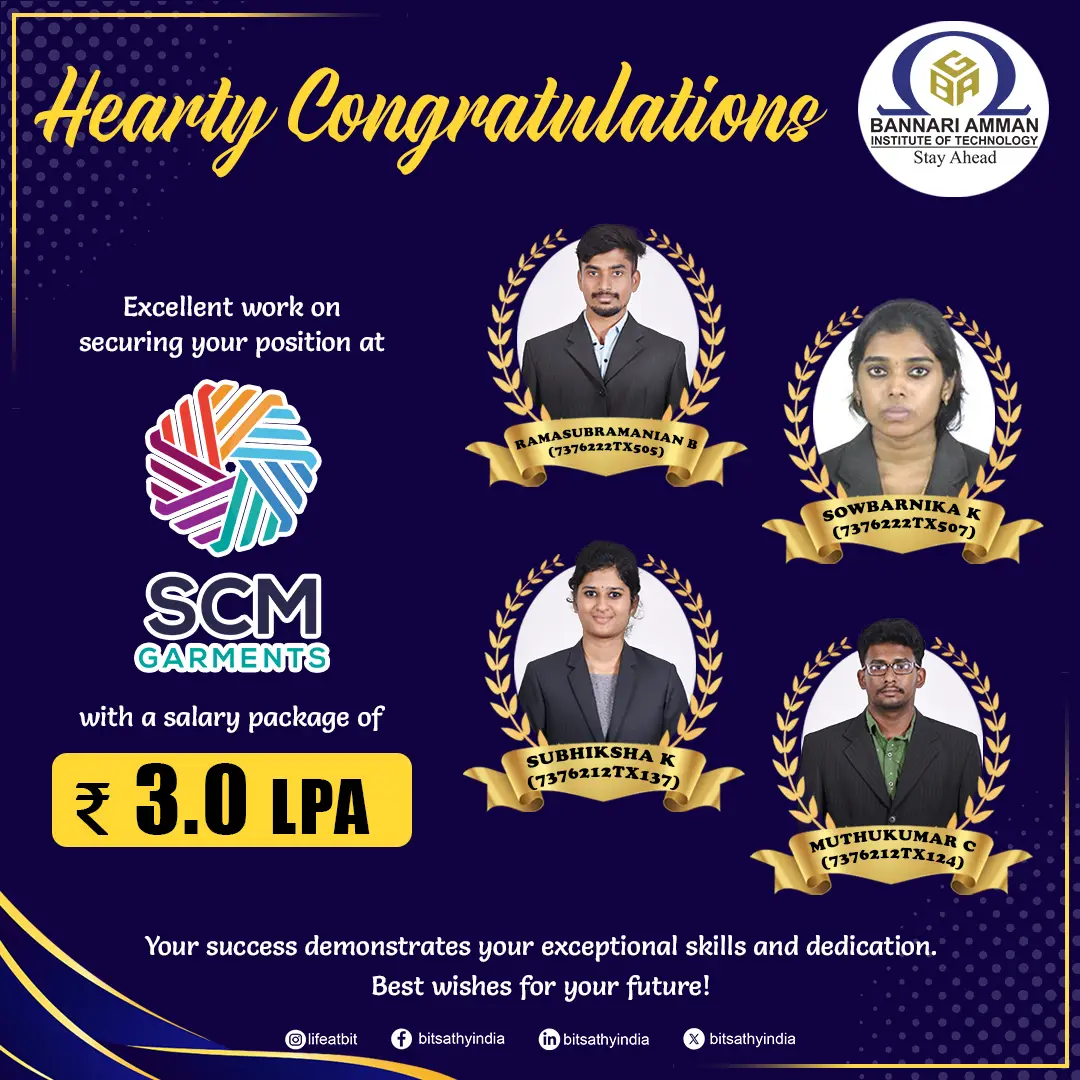 Hearty Congratulations
GBA
BANNARI AMMAN
INSTITUTE OF TECHNOLOGY
Stay Ahead
Excellent work on
securing your position at
SCM
GARMENTS
with a salary package of
₹ 3.0 LPA
RAMASUBRAMANIAN B
(7376222TX505)
SOWBARNIKA K
(7376222TX507)
SUBHIKSHA K
(7376212TX137)
MUTHUKUMAR C
(7376212TX124)
Your success demonstrates your exceptional skills and dedication.
Best wishes for your future!
lifeatbit bitsathyindia bitsathyindia bitsathyindia